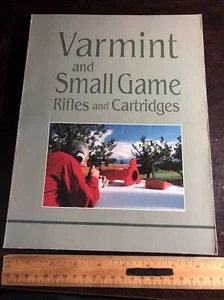 Varmint
and
Small Game
Rifles and Cartridges